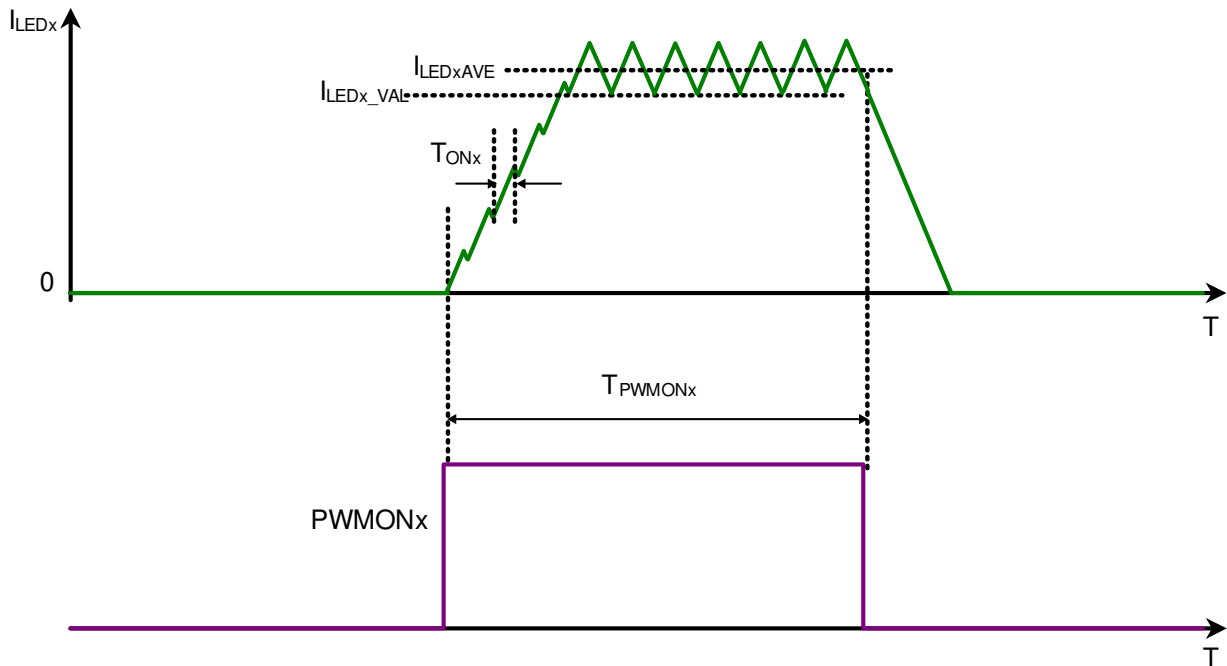 ILEDx
ILEDxAVE
ILEDx_VAL
TONx
0
T
TPWMONx
PWMONx
T